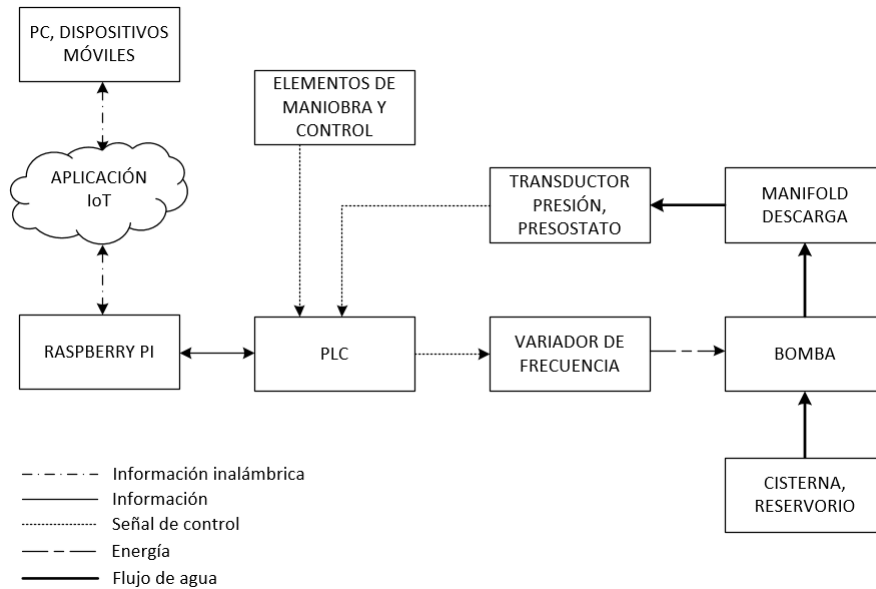 PC, DISPOSITIVOS
MÓVILES
ELEMENTOS DE
MANIOBRA Y
CONTROL
APLICACIÓN
IoT
TRANSDUCTOR
PRESIÓN,
PRESOSTATO
MANIFOLD
DESCARGA
RASPBERRY PI
PLC
VARIADOR DE
FRECUENCIA
BOMBA
CISTERNA,
RESERVORIO
Información inalámbrica
Información
Señal de control
Energía
Flujo de agua